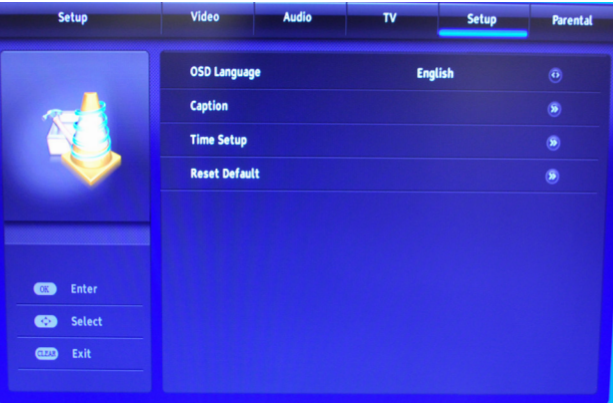 Setup Video Audio TV Setup Parental
OSD Language English
Caption
Time Setup
Reset Default
OK Enter
Select
CLEAR Exit